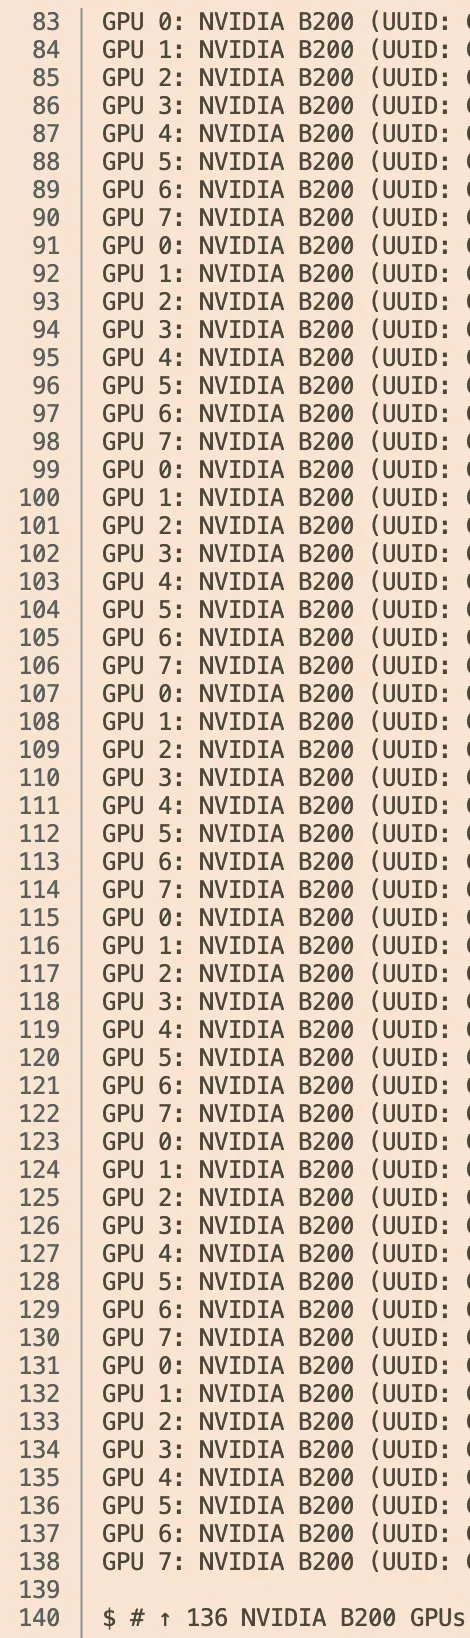 83 GPU 0: NVIDIA B200 (UUID:
84 GPU 1: NVIDIA B200 (UUID:
85 GPU 2: NVIDIA B200 (UUID:
86 GPU 3: NVIDIA B200 (UUID:
87 GPU 4: NVIDIA B200 (UUID:
88 GPU 5: NVIDIA B200 (UUID:
89 GPU 6: NVIDIA B200 (UUID:
90 GPU 7: NVIDIA B200 (UUID:
91 GPU 0: NVIDIA B200 (UUID:
92 GPU 1: NVIDIA B200 (UUID:
93 GPU 2: NVIDIA B200 (UUID:
94 GPU 3: NVIDIA B200 (UUID:
95 GPU 4: NVIDIA B200 (UUID:
96 GPU 5: NVIDIA B200 (UUID:
97 GPU 6: NVIDIA B200 (UUID:
98 GPU 7: NVIDIA B200 (UUID:
99 GPU 0: NVIDIA B200 (UUID:
100 GPU 1: NVIDIA B200 (UUID:
101 GPU 2: NVIDIA B200 (UUID:
102 GPU 3: NVIDIA B200 (UUID:
103 GPU 4: NVIDIA B200 (UUID:
104 GPU 5: NVIDIA B200 (UUID:
105 GPU 6: NVIDIA B200 (UUID:
106 GPU 7: NVIDIA B200 (UUID:
107 GPU 0: NVIDIA B200 (UUID:
108 GPU 1: NVIDIA B200 (UUID:
109 GPU 2: NVIDIA B200 (UUID:
110 GPU 3: NVIDIA B200 (UUID:
111 GPU 4: NVIDIA B200 (UUID:
112 GPU 5: NVIDIA B200 (UUID:
113 GPU 6: NVIDIA B200 (UUID:
114 GPU 7: NVIDIA B200 (UUID:
115 GPU 0: NVIDIA B200 (UUID:
116 GPU 1: NVIDIA B200 (UUID:
117 GPU 2: NVIDIA B200 (UUID:
118 GPU 3: NVIDIA B200 (UUID:
119 GPU 4: NVIDIA B200 (UUID:
120 GPU 5: NVIDIA B200 (UUID:
121 GPU 6: NVIDIA B200 (UUID:
122 GPU 7: NVIDIA B200 (UUID:
123 GPU 0: NVIDIA B200 (UUID:
124 GPU 1: NVIDIA B200 (UUID:
125 GPU 2: NVIDIA B200 (UUID:
126 GPU 3: NVIDIA B200 (UUID:
127 GPU 4: NVIDIA B200 (UUID:
128 GPU 5: NVIDIA B200 (UUID:
129 GPU 6: NVIDIA B200 (UUID:
130 GPU 7: NVIDIA B200 (UUID:
131 GPU 0: NVIDIA B200 (UUID:
132 GPU 1: NVIDIA B200 (UUID:
133 GPU 2: NVIDIA B200 (UUID:
134 GPU 3: NVIDIA B200 (UUID:
135 GPU 4: NVIDIA B200 (UUID:
136 GPU 5: NVIDIA B200 (UUID:
137 GPU 6: NVIDIA B200 (UUID:
138 GPU 7: NVIDIA B200 (UUID:
139
140 $ # ↑ 136 NVIDIA B200 GPUs